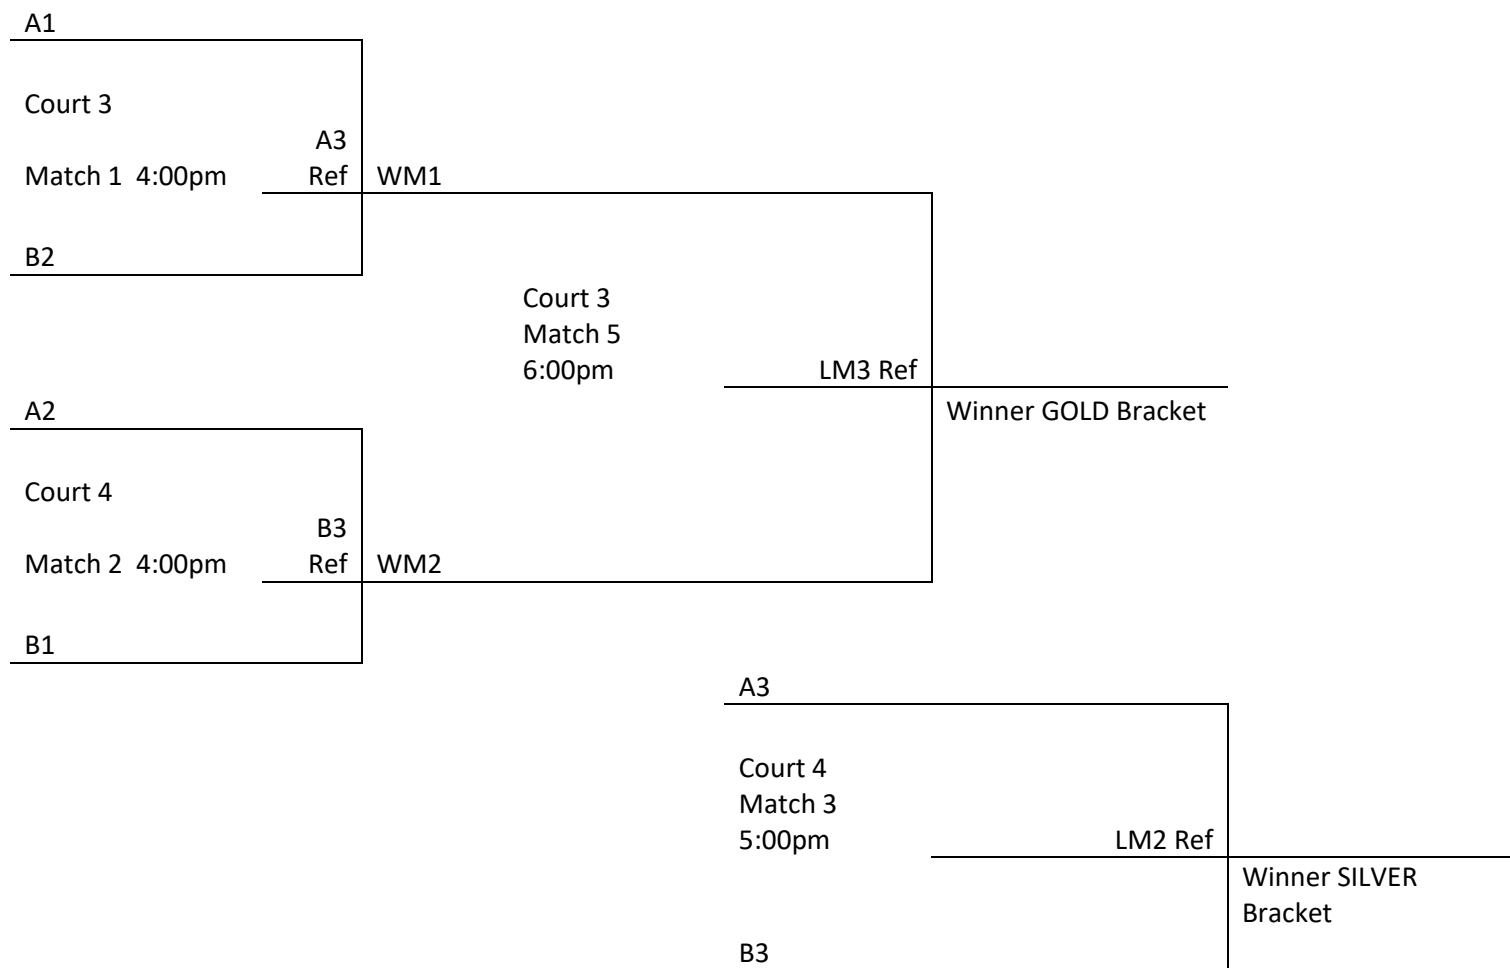 A1
Court 3
A3
Match 1  4:00pm Ref WM1
B2
Court 3
Match 5
6:00pm LM3 Ref
A2
Winner GOLD Bracket
Court 4
B3
Match 2  4:00pm Ref WM2
B1
A3
Court 4
Match 3
5:00pm LM2 Ref
Winner SILVER
Bracket
B3